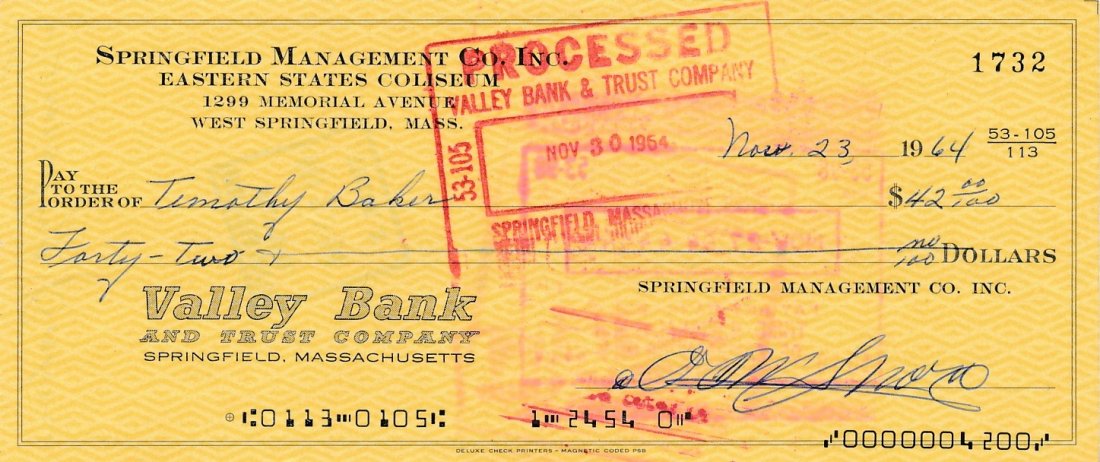 SPRINGFIELD MANAGEMENT CO. INC.
EASTERN STATES COLISEUM
1299 MEMORIAL AVENUE
WEST SPRINGFIELD, MASS.
1732
PROCESSED
VALLEY BANK & TRUST COMPANY
53-105
NOV 30 1964
SPRINGFIELD, MASSACHUSETTS
Nov. 23, 1964
53-105
113
PAY TO THE ORDER OF Timothy Baker $42 00/100
Forty-Two & no/100 DOLLARS
SPRINGFIELD MANAGEMENT CO. INC.
Valley Bank
AND TRUST COMPANY
SPRINGFIELD, MASSACHUSETTS
⑆0113⑉0105⑆ 1⑉2454 0⑈ ⑇0000004200⑇
DELUXE CHECK PRINTERS - MAGNETIC CODED PSB